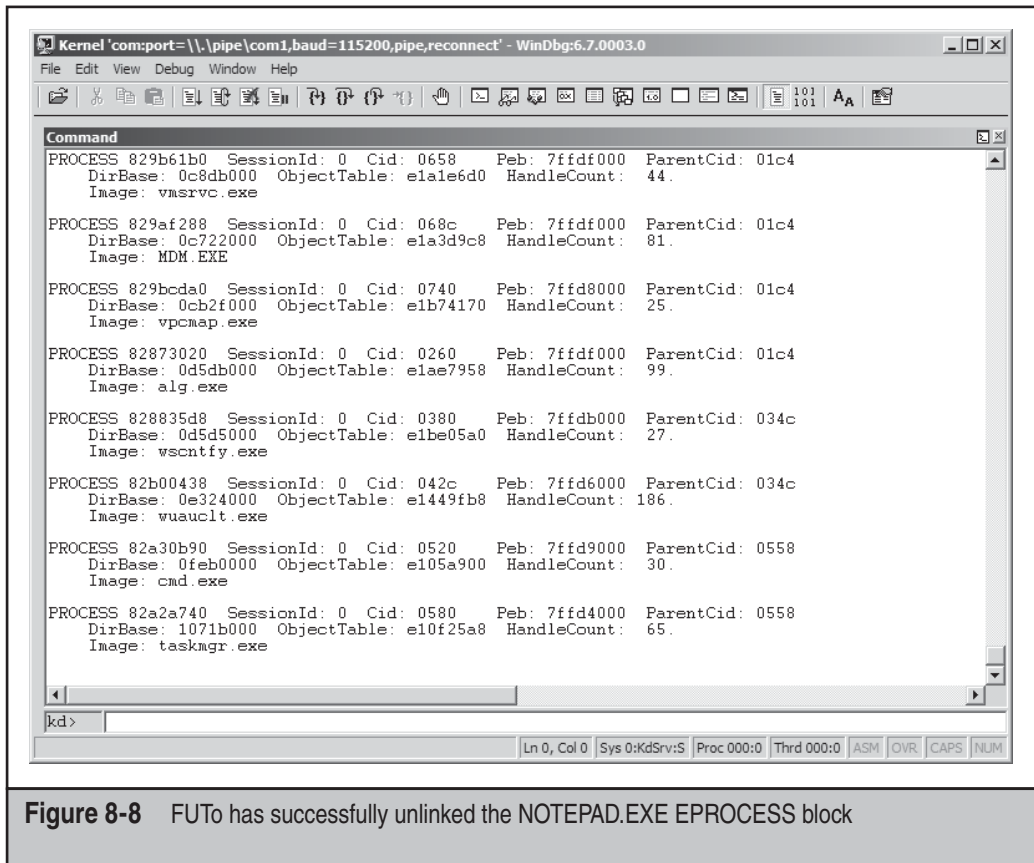 Kernel 'com:port=\\.\pipe\com1,baud=115200,pipe,reconnect' - WinDbg:6.7.0003.0
File Edit View Debug Window Help
101
101
AA
Command
PROCESS 829b61b0 SessionId: 0 Cid: 0658 Peb: 7ffdf000 ParentCid: 01c4
DirBase: 0c8db000 ObjectTable: e1a1e6d0 HandleCount: 44.
Image: vmsrvc.exe
PROCESS 829af288 SessionId: 0 Cid: 068c Peb: 7ffdf000 ParentCid: 01c4
DirBase: 0c722000 ObjectTable: e1a3d9c8 HandleCount: 81.
Image: MDM.EXE
PROCESS 829bcda0 SessionId: 0 Cid: 0740 Peb: 7ffd8000 ParentCid: 01c4
DirBase: 0cb2f000 ObjectTable: e1b74170 HandleCount: 25.
Image: vpcmap.exe
PROCESS 82873020 SessionId: 0 Cid: 0260 Peb: 7ffdf000 ParentCid: 01c4
DirBase: 0d5db000 ObjectTable: e1ae7958 HandleCount: 99.
Image: alg.exe
PROCESS 828835d8 SessionId: 0 Cid: 0380 Peb: 7ffdb000 ParentCid: 034c
DirBase: 0d5d5000 ObjectTable: e1be05a0 HandleCount: 27.
Image: wscntfy.exe
PROCESS 82b00438 SessionId: 0 Cid: 042c Peb: 7ffd6000 ParentCid: 034c
DirBase: 0e324000 ObjectTable: e1449fb8 HandleCount: 186.
Image: wuauclt.exe
PROCESS 82a30b90 SessionId: 0 Cid: 0520 Peb: 7ffd9000 ParentCid: 0558
DirBase: 0feb0000 ObjectTable: e105a900 HandleCount: 30.
Image: cmd.exe
PROCESS 82a2a740 SessionId: 0 Cid: 0580 Peb: 7ffd4000 ParentCid: 0558
DirBase: 1071b000 ObjectTable: e10f25a8 HandleCount: 65.
Image: taskmgr.exe
kd>
Ln 0, Col 0 Sys 0:KdSrv:S Proc 000:0 Thrd 000:0 ASM OVR CAPS NUM
Figure 8-8 FUTo has successfully unlinked the NOTEPAD.EXE EPROCESS block